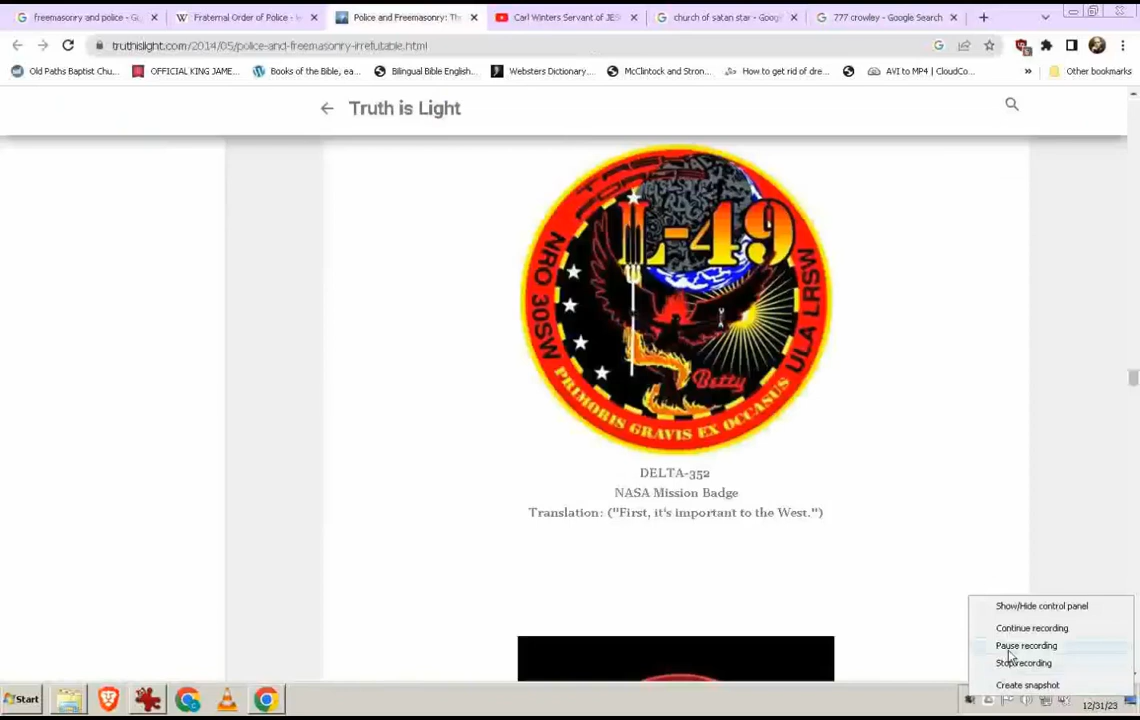 freemasonry and police - G
Fraternal Order of Police -
Police and Freemasonry: Th
Carl Winters Servant of JES
church of satan star - Goog
777 crowley - Google Search
truthislight.com/2014/05/police-and-freemasonry-irrefutable.html
Old Paths Baptist Chu...
OFFICIAL KING JAME...
Books of the Bible, ea...
Bilingual Bible English...
Websters Dictionary...
McClintock and Stron...
How to get rid of dre...
AVI to MP4 | CloudCo...
»
Other bookmarks
Truth is Light
L-49
NRO 30SW
ULA LRSW
Betty
PRIMORIS GRAVIS EX OCCASUS
DELTA-352
NASA Mission Badge
Translation: ("First, it's important to the West.")
Show/Hide control panel
Continue recording
Pause recording
Stop recording
Create snapshot
Start
12/31/23